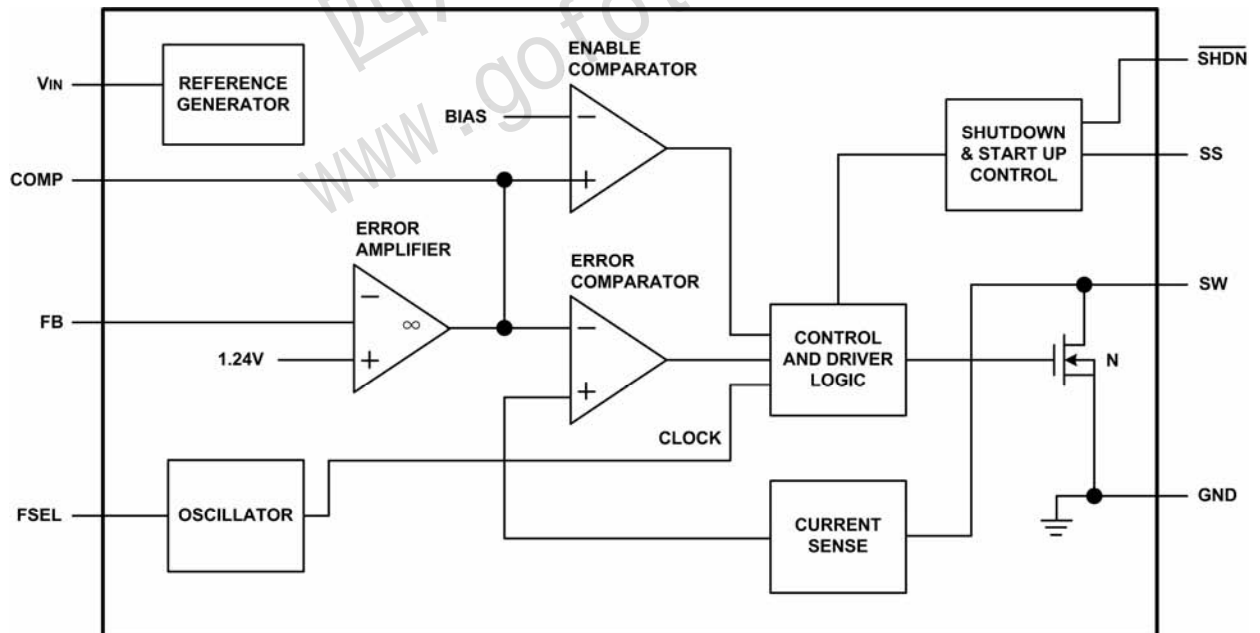 ENABLE
COMPARATOR
SHDN
VIN
REFERENCE
GENERATOR
BIAS
−
SHUTDOWN
& START UP
CONTROL
SS
COMP
+
ERROR
AMPLIFIER
ERROR
COMPARATOR
SW
−
FB
∞
−
1.24V
+
CONTROL
AND DRIVER
LOGIC
N
+
CLOCK
FSEL
OSCILLATOR
CURRENT
SENSE
GND